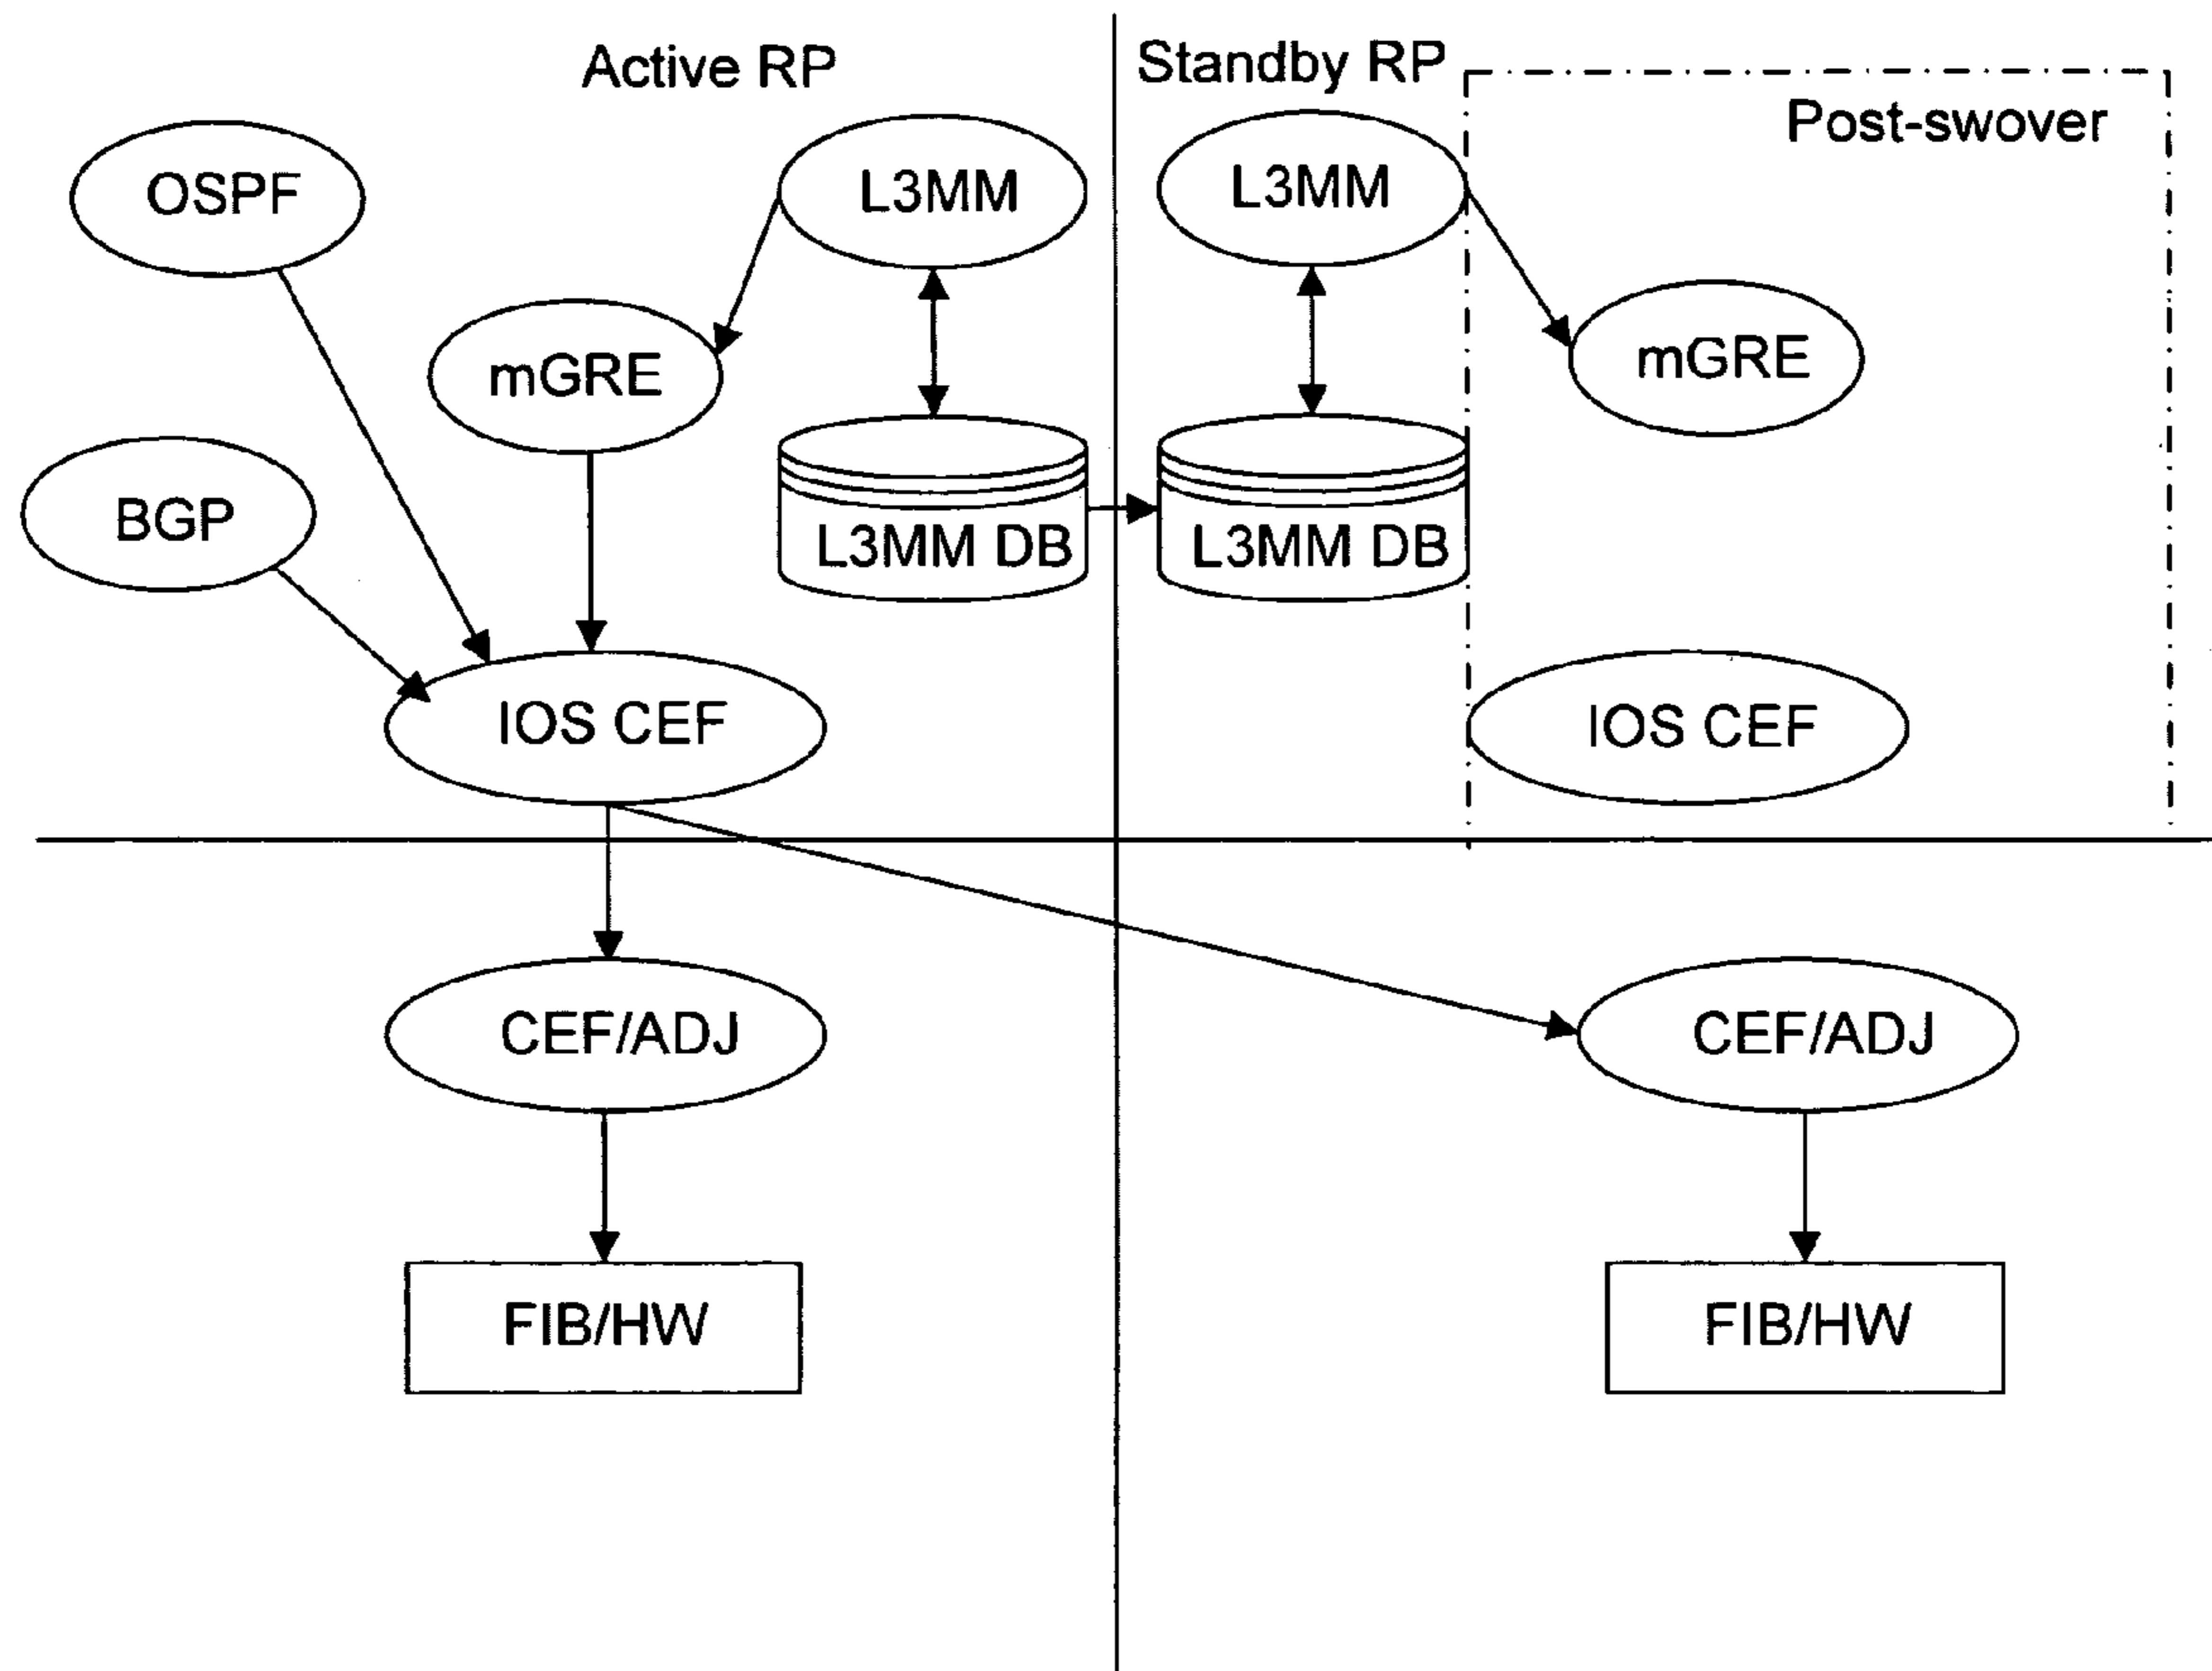 Active RP
Standby RP
Post-swover
OSPF
L3MM
L3MM
mGRE
mGRE
BGP
L3MM DB
L3MM DB
IOS CEF
IOS CEF
CEF/ADJ
CEF/ADJ
FIB/HW
FIB/HW